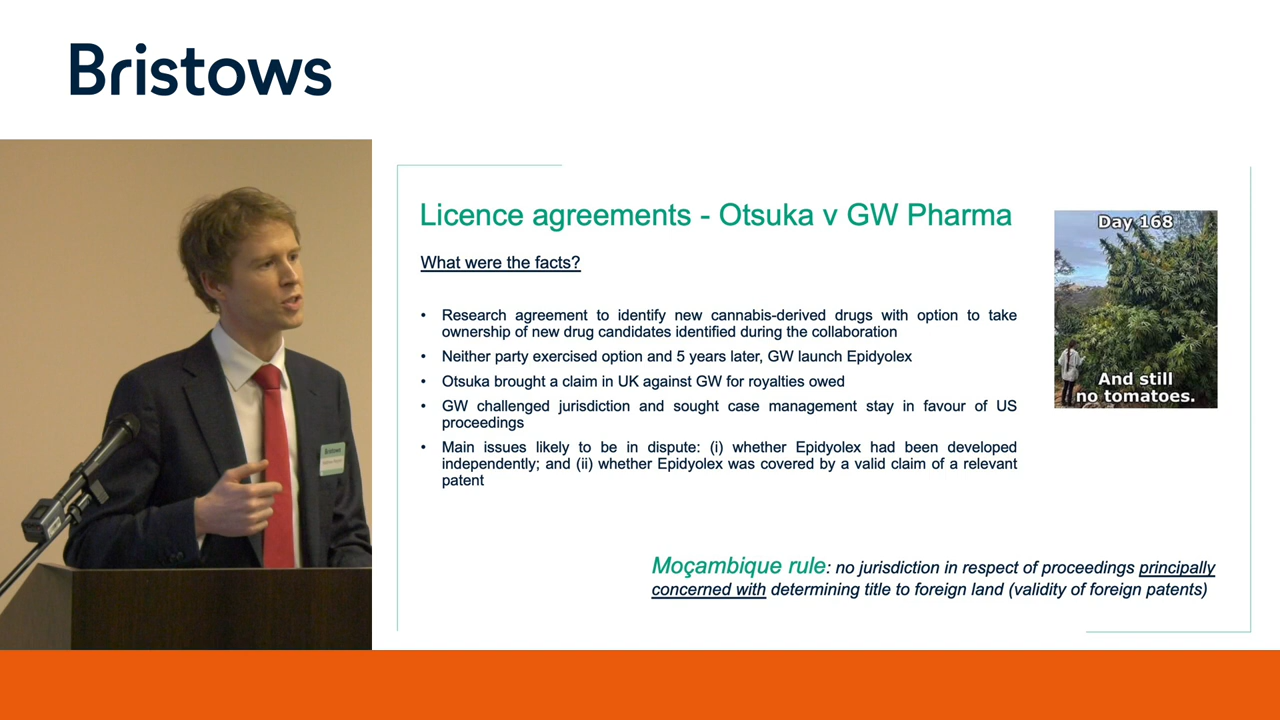 Bristows
Licence agreements - Otsuka v GW Pharma
What were the facts?
• Research agreement to identify new cannabis-derived drugs with option to take
ownership of new drug candidates identified during the collaboration
• Neither party exercised option and 5 years later, GW launch Epidyolex
• Otsuka brought a claim in UK against GW for royalties owed
• GW challenged jurisdiction and sought case management stay in favour of US
proceedings
• Main issues likely to be in dispute: (i) whether Epidyolex had been developed
independently; and (ii) whether Epidyolex was covered by a valid claim of a relevant
patent
Day 168
And still
no tomatoes.
Moçambique rule: no jurisdiction in respect of proceedings principally
concerned with determining title to foreign land (validity of foreign patents)
Bristows